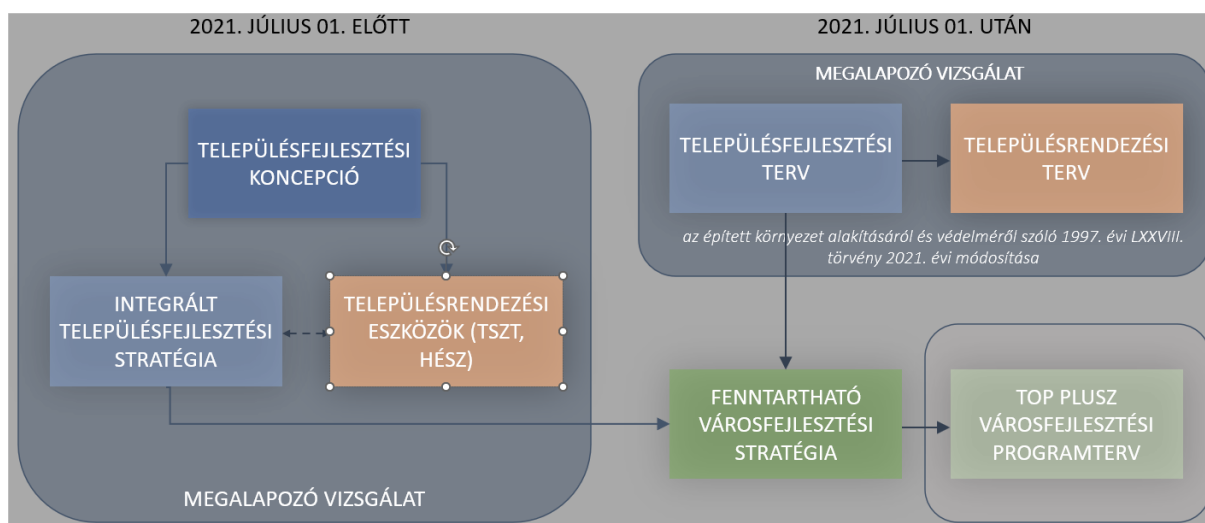 2021. JÚLIUS 01. ELŐTT
TELEPÜLÉSFEJLESZTÉSI
KONCEPCIÓ
INTEGRÁLT
TELEPÜLÉSFEJLESZTÉSI
STRATÉGIA
TELEPÜLÉSRENDEZÉSI
ESZKÖZÖK (TSZT,
HÉSZ)
MEGALAPOZÓ VIZSGÁLAT
2021. JÚLIUS 01. UTÁN
MEGALAPOZÓ VIZSGÁLAT
TELEPÜLÉSFEJLESZTÉSI
TERV
TELEPÜLÉSRENDEZÉSI
TERV
az épített környezet alakításáról és védelméről szóló 1997. évi LXXVIII.
törvény 2021. évi módosítása
FENNTARTHATÓ
VÁROSFEJLESZTÉSI
STRATÉGIA
TOP PLUSZ
VÁROSFEJLESZTÉSI
PROGRAMTERV